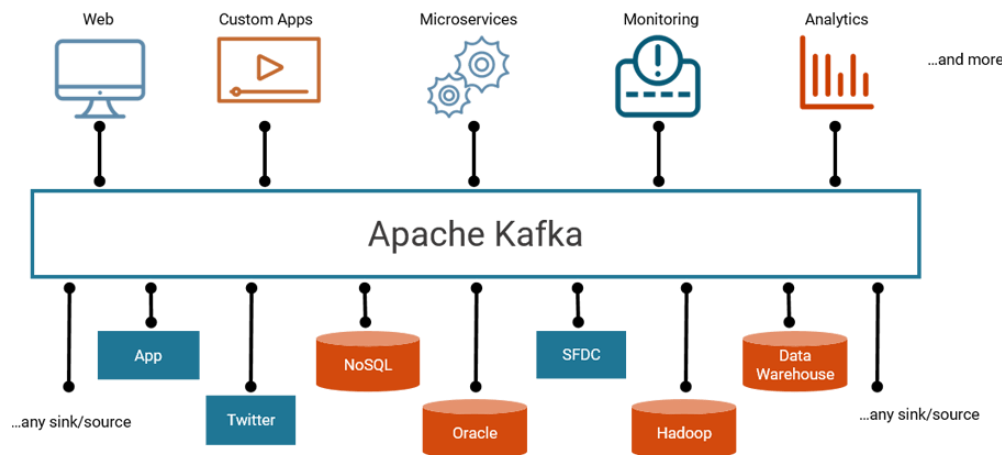 Web
Custom Apps
Microservices
Monitoring
Analytics
...and more
Apache Kafka
App
NoSQL
SFDC
Data
Warehouse
...any sink/source
Twitter
Oracle
Hadoop
...any sink/source